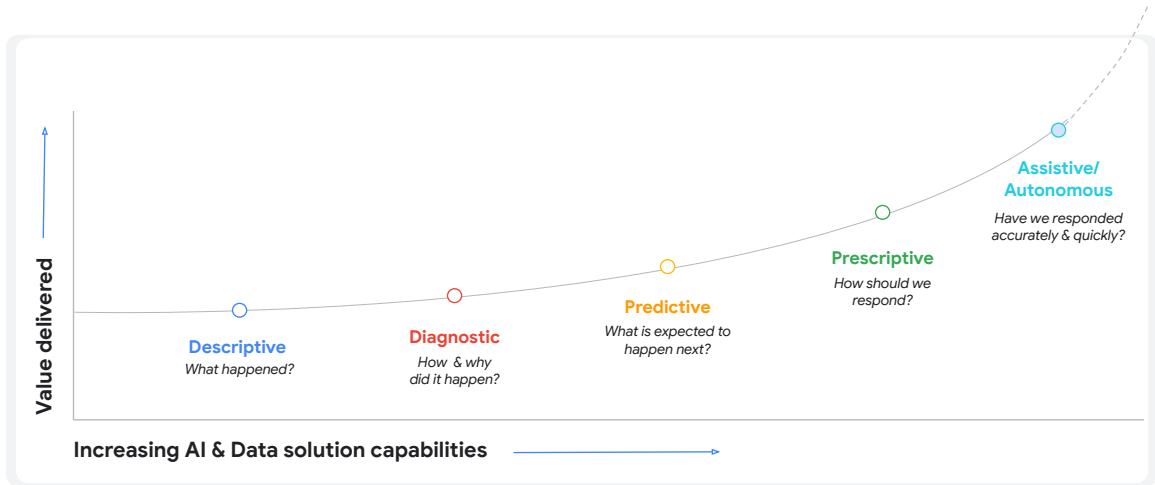 Value delivered
Descriptive
What happened?
Diagnostic
How & why
did it happen?
Predictive
What is expected to
happen next?
Prescriptive
How should we
respond?
Assistive/
Autonomous
Have we responded
accurately & quickly?
Increasing AI & Data solution capabilities